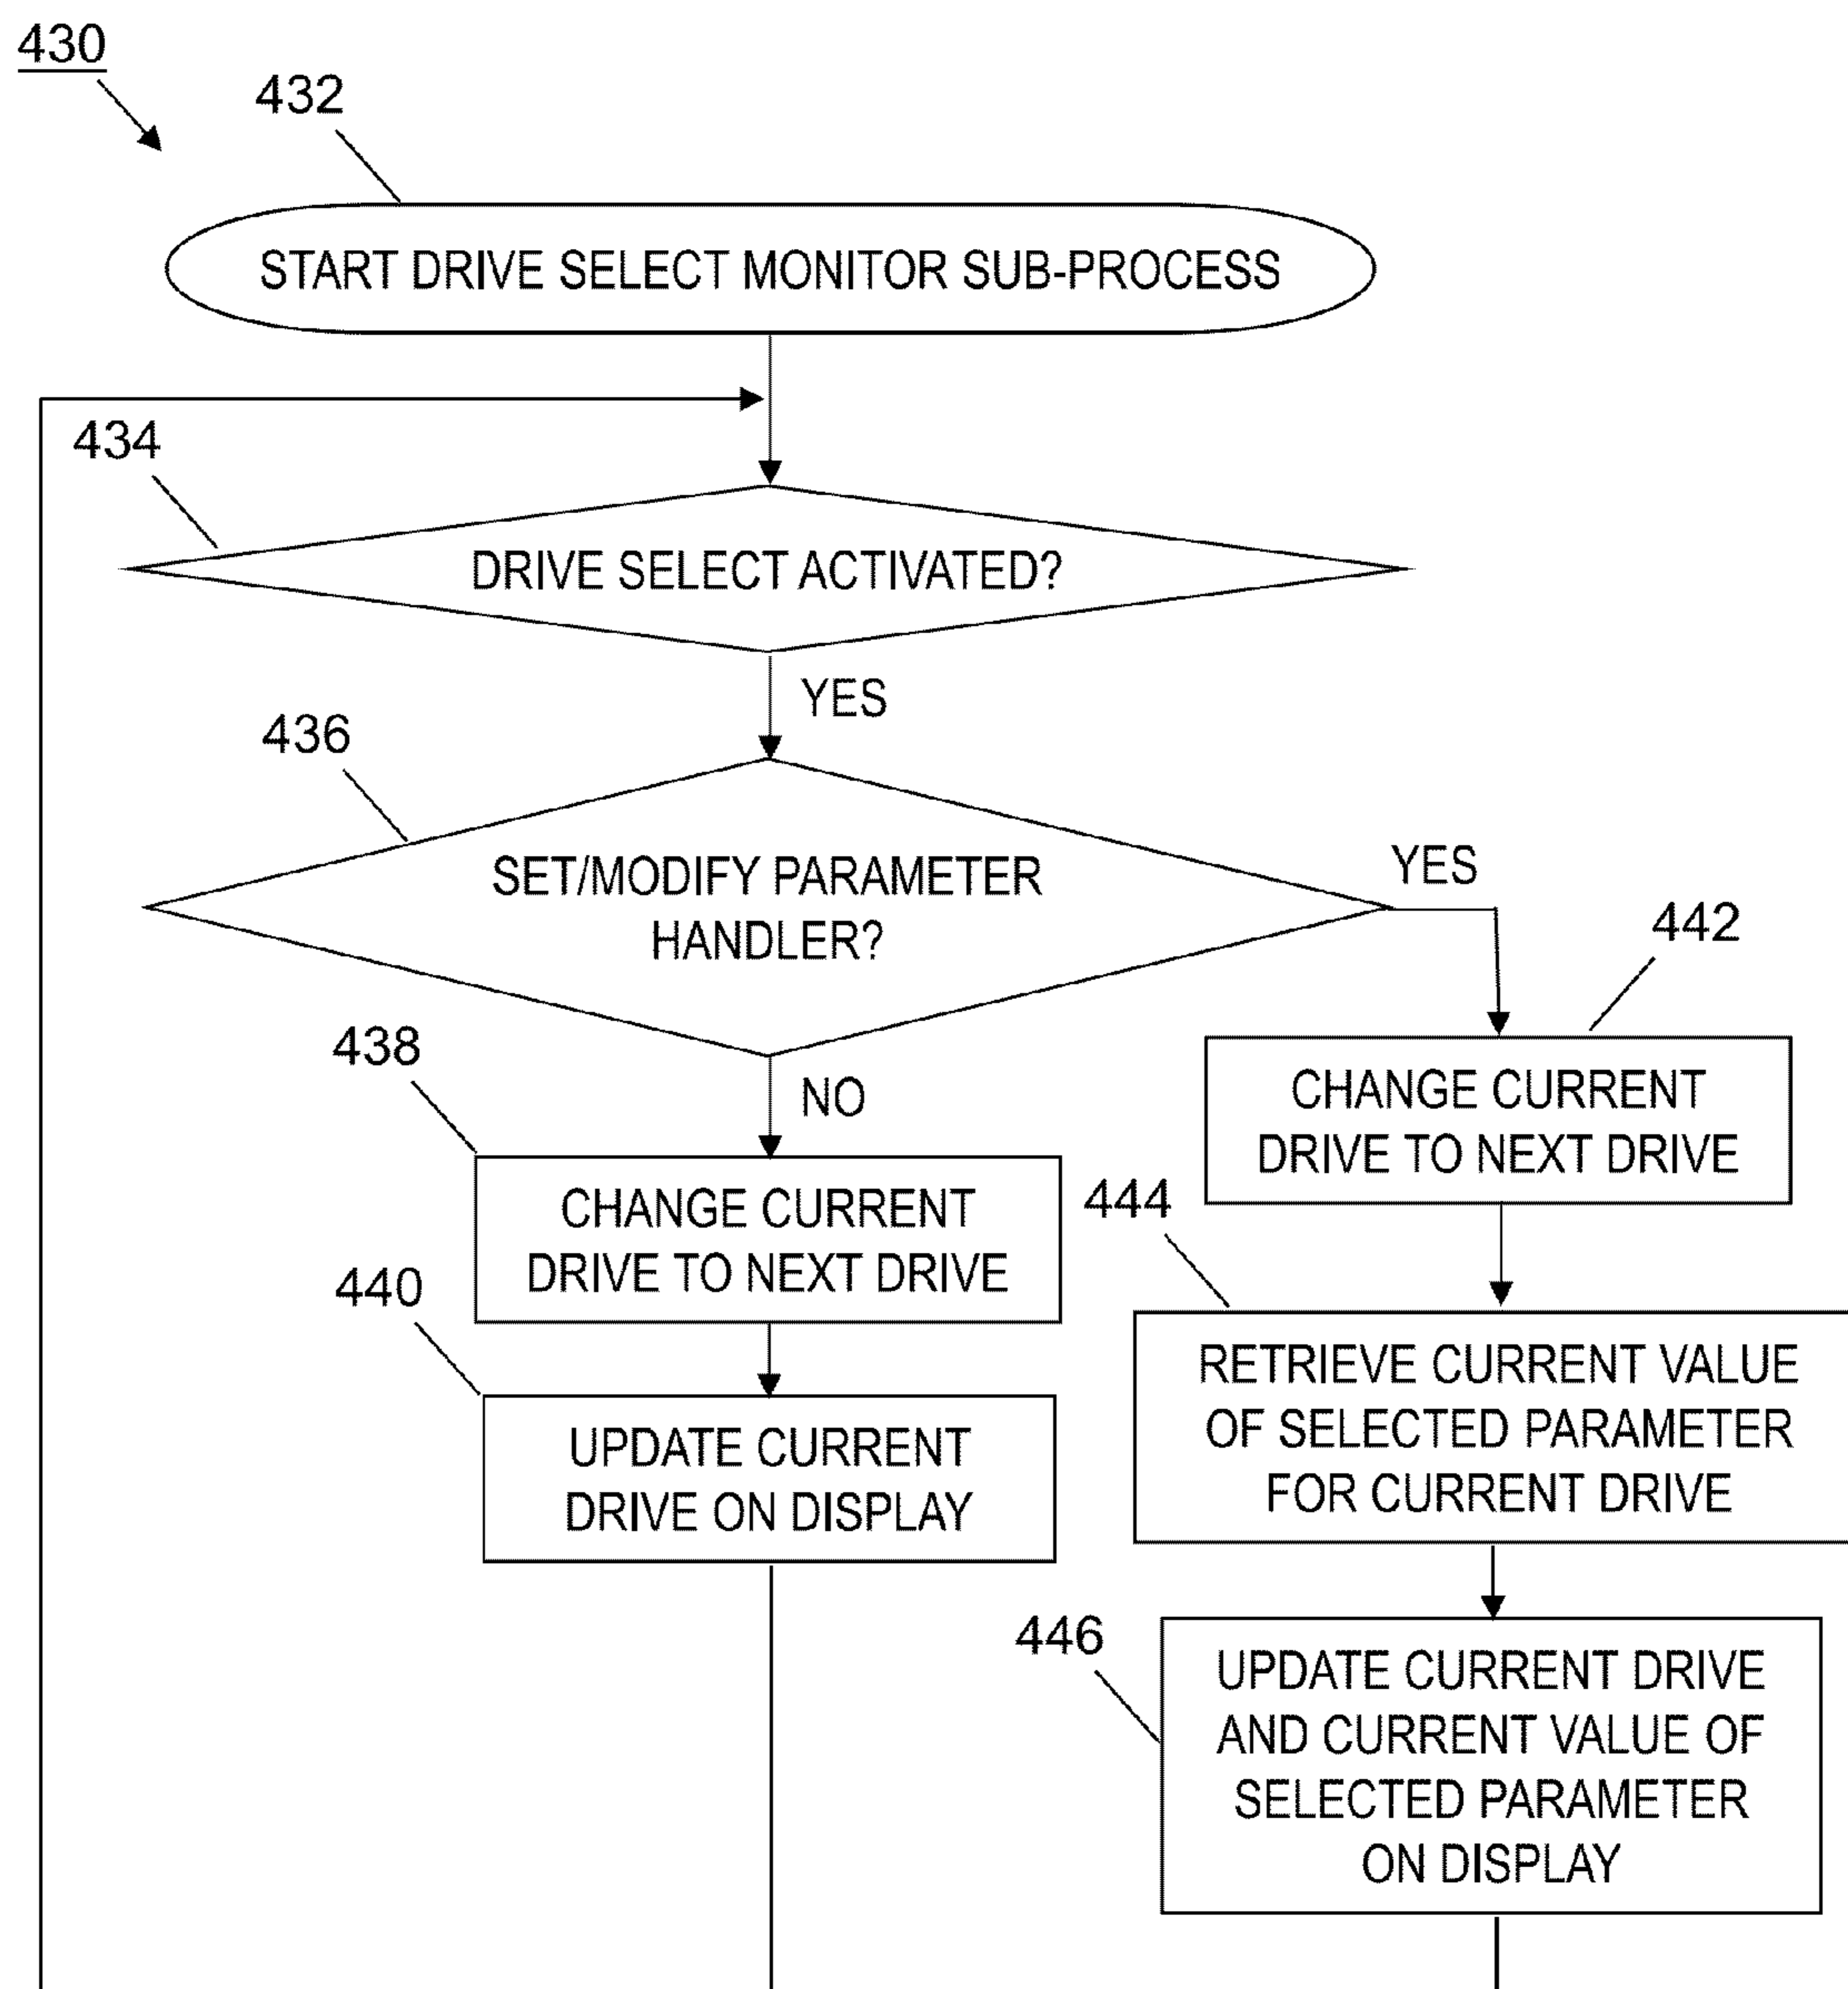 430
432
START DRIVE SELECT MONITOR SUB-PROCESS
434
DRIVE SELECT ACTIVATED?
YES
436
SET/MODIFY PARAMETER
HANDLER?
YES
442
CHANGE CURRENT
DRIVE TO NEXT DRIVE
438
NO
CHANGE CURRENT
DRIVE TO NEXT DRIVE
444
RETRIEVE CURRENT VALUE
OF SELECTED PARAMETER
FOR CURRENT DRIVE
440
UPDATE CURRENT
DRIVE ON DISPLAY
446
UPDATE CURRENT DRIVE
AND CURRENT VALUE OF
SELECTED PARAMETER
ON DISPLAY